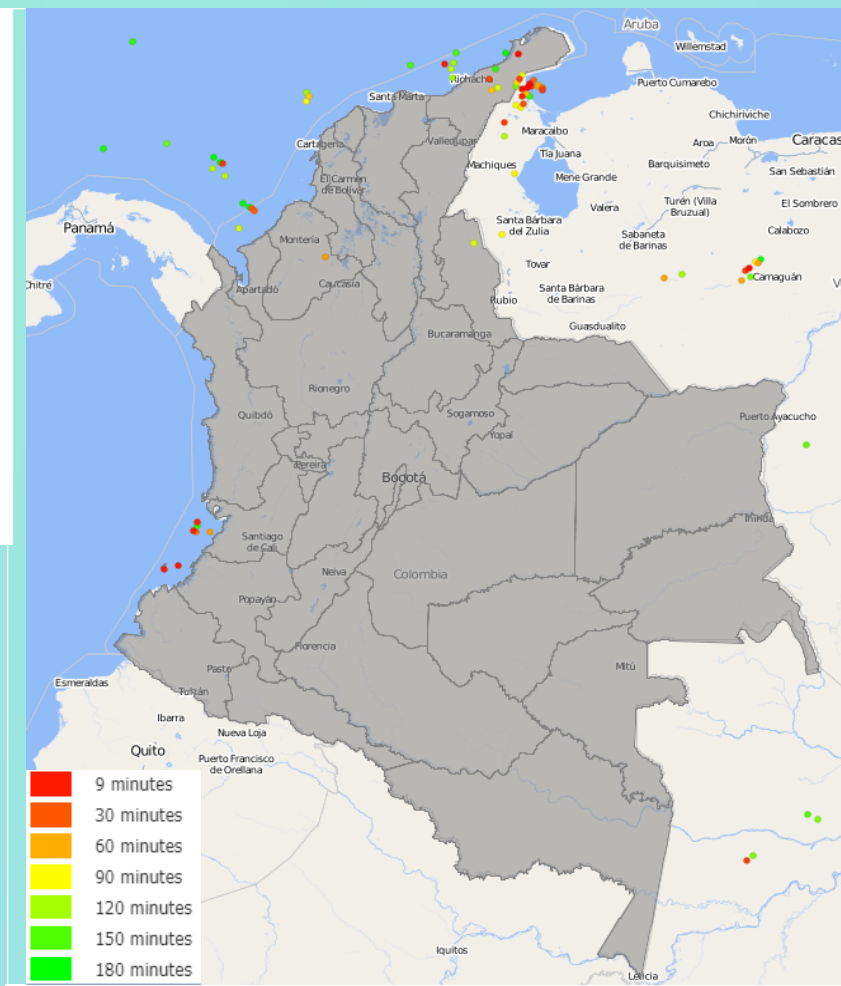 Aruba
Willemstad
Puerto Cumarebo
Riohacha
Santa Marta
Chichiriviche
Maracaibo
Cartagena
Valledupar
Aroa
Morón
Caracas
Tía Juana
Machiques
Barquisimeto
San Sebastián
El Carmen
de Bolívar
Mene Grande
Valera
Turén (Villa
Bruzual)
El Sombrero
Panamá
Santa Bárbara
del Zulia
Sabaneta
de Barinas
Calabozo
Montería
Tovar
Camaguán
Chitré
Apartadó
Caucasia
Rubio
Santa Bárbara
de Barinas
Guasdualito
Bucaramanga
Rionegro
Quibdó
Sogamoso
Puerto Ayacucho
Yopal
Pereira
Bogotá
Inírida
Santiago
de Cali
Neiva
Colombia
Popayán
Florencia
Mitú
Pasto
Esmeraldas
Tulcán
Ibarra
Nueva Loja
Quito
Puerto Francisco
de Orellana
9 minutes
30 minutes
60 minutes
90 minutes
120 minutes
150 minutes
180 minutes
Iquitos
Leticia